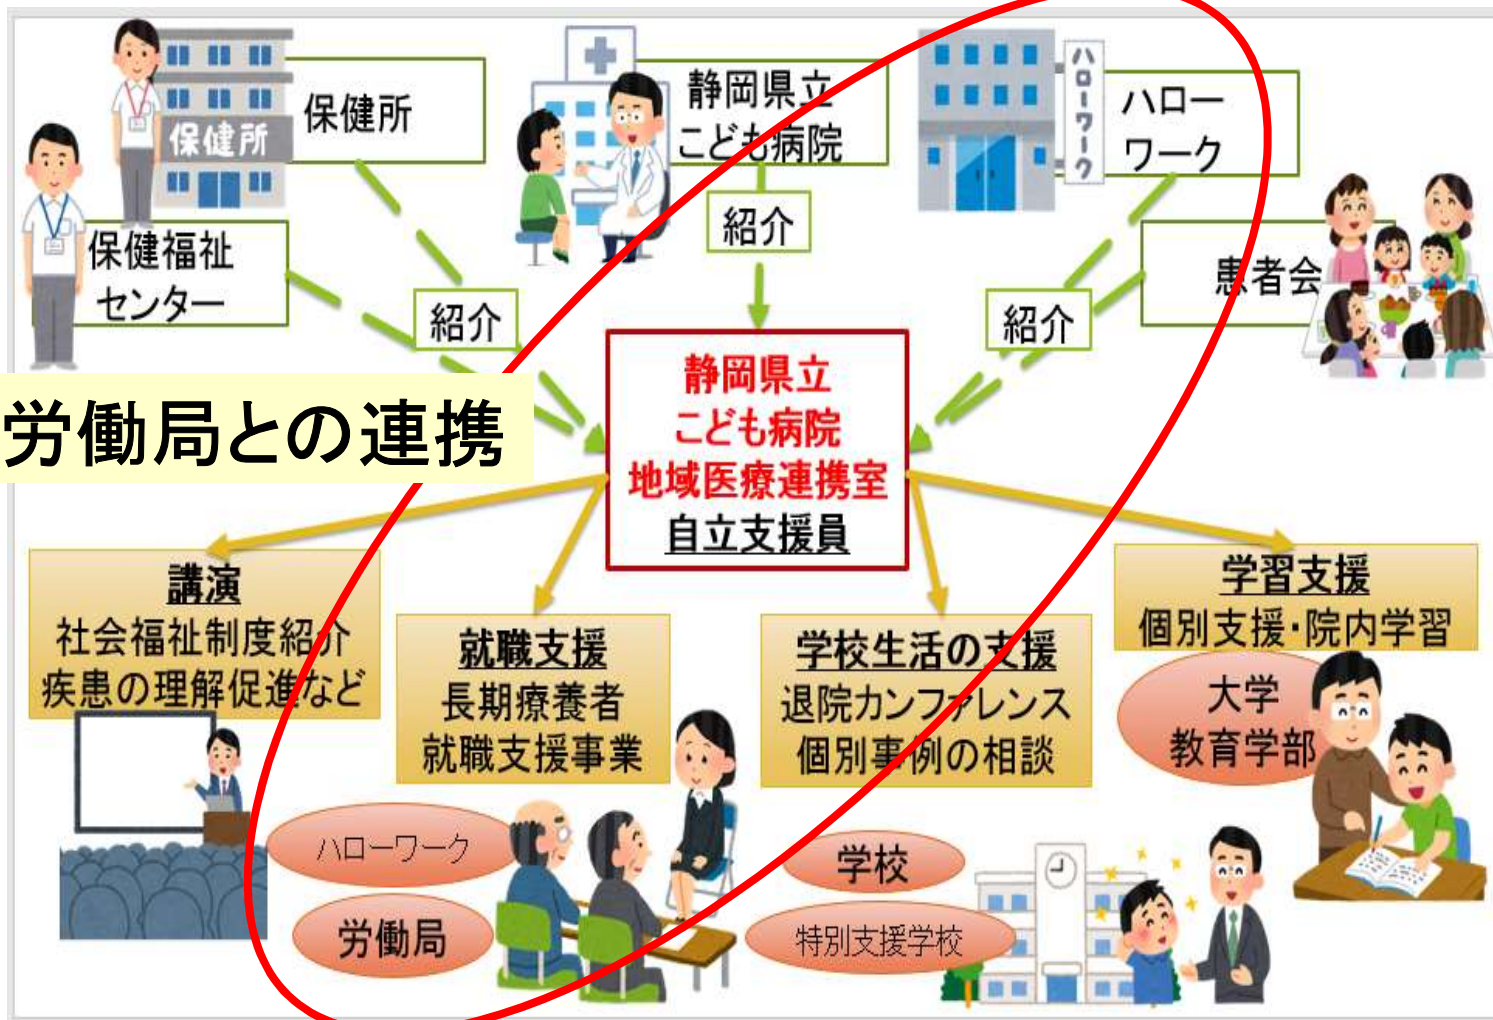 保健所
保健所
静岡県立
こども病院
ハローワーク
ハロー
ワーク
保健福祉
センター
紹介
患者会
紹介
紹介
静岡県立
こども病院
地域医療連携室
自立支援員
労働局との連携
講演
社会福祉制度紹介
疾患の理解促進など
就職支援
長期療養者
就職支援事業
学校生活の支援
退院カンファレンス
個別事例の相談
学習支援
個別支援・院内学習
大学
教育学部
ハローワーク
労働局
学校
特別支援学校